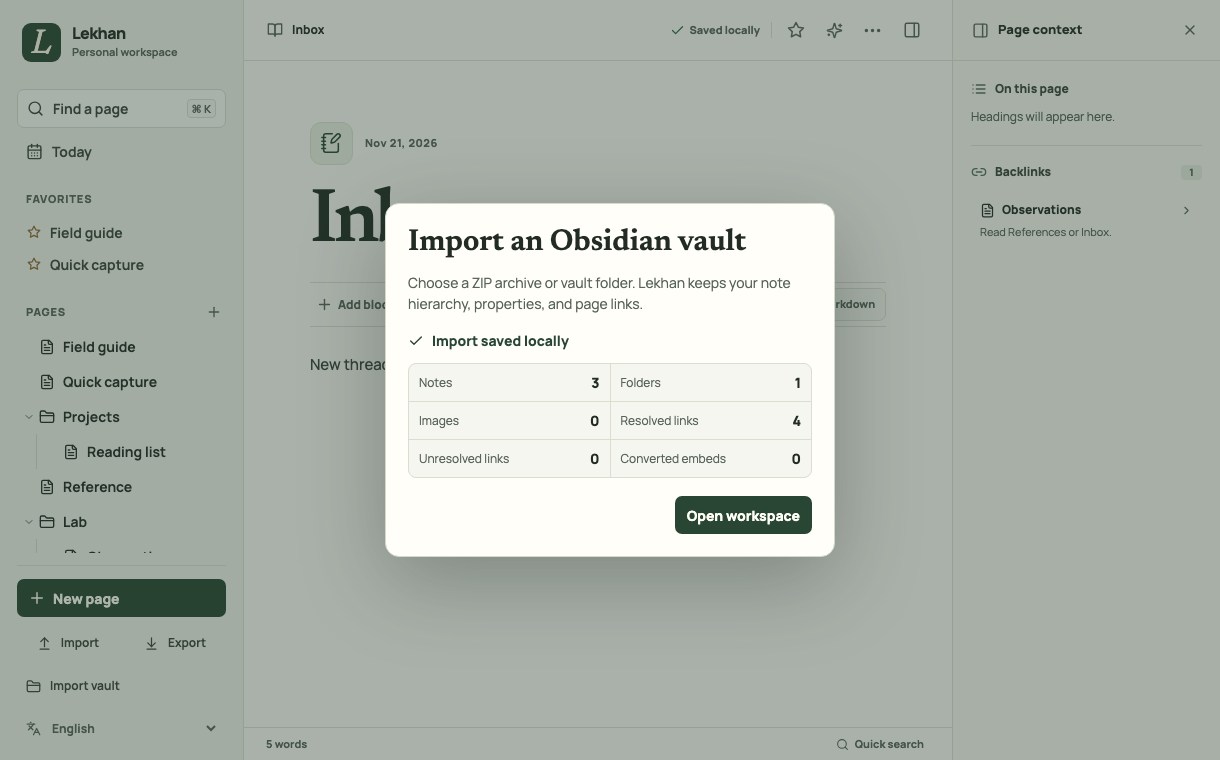 L
Lekhan
Personal workspace
Find a page
⌘ K
Today
FAVORITES
Field guide
Quick capture
PAGES
Field guide
Quick capture
Projects
Reading list
Reference
Lab
New page
Import
Export
Import vault
English
Inbox
Saved locally
Nov 21, 2026
Add
Import an Obsidian vault
Choose a ZIP archive or vault folder. Lekhan keeps your note
hierarchy, properties, and page links.
Import saved locally
Notes 3
Folders 1
Images 0
Resolved links 4
Unresolved links 0
Converted embeds 0
Open workspace
New
5 words
Quick search
Page context
On this page
Headings will appear here.
Backlinks
1
Observations
Read References or Inbox.